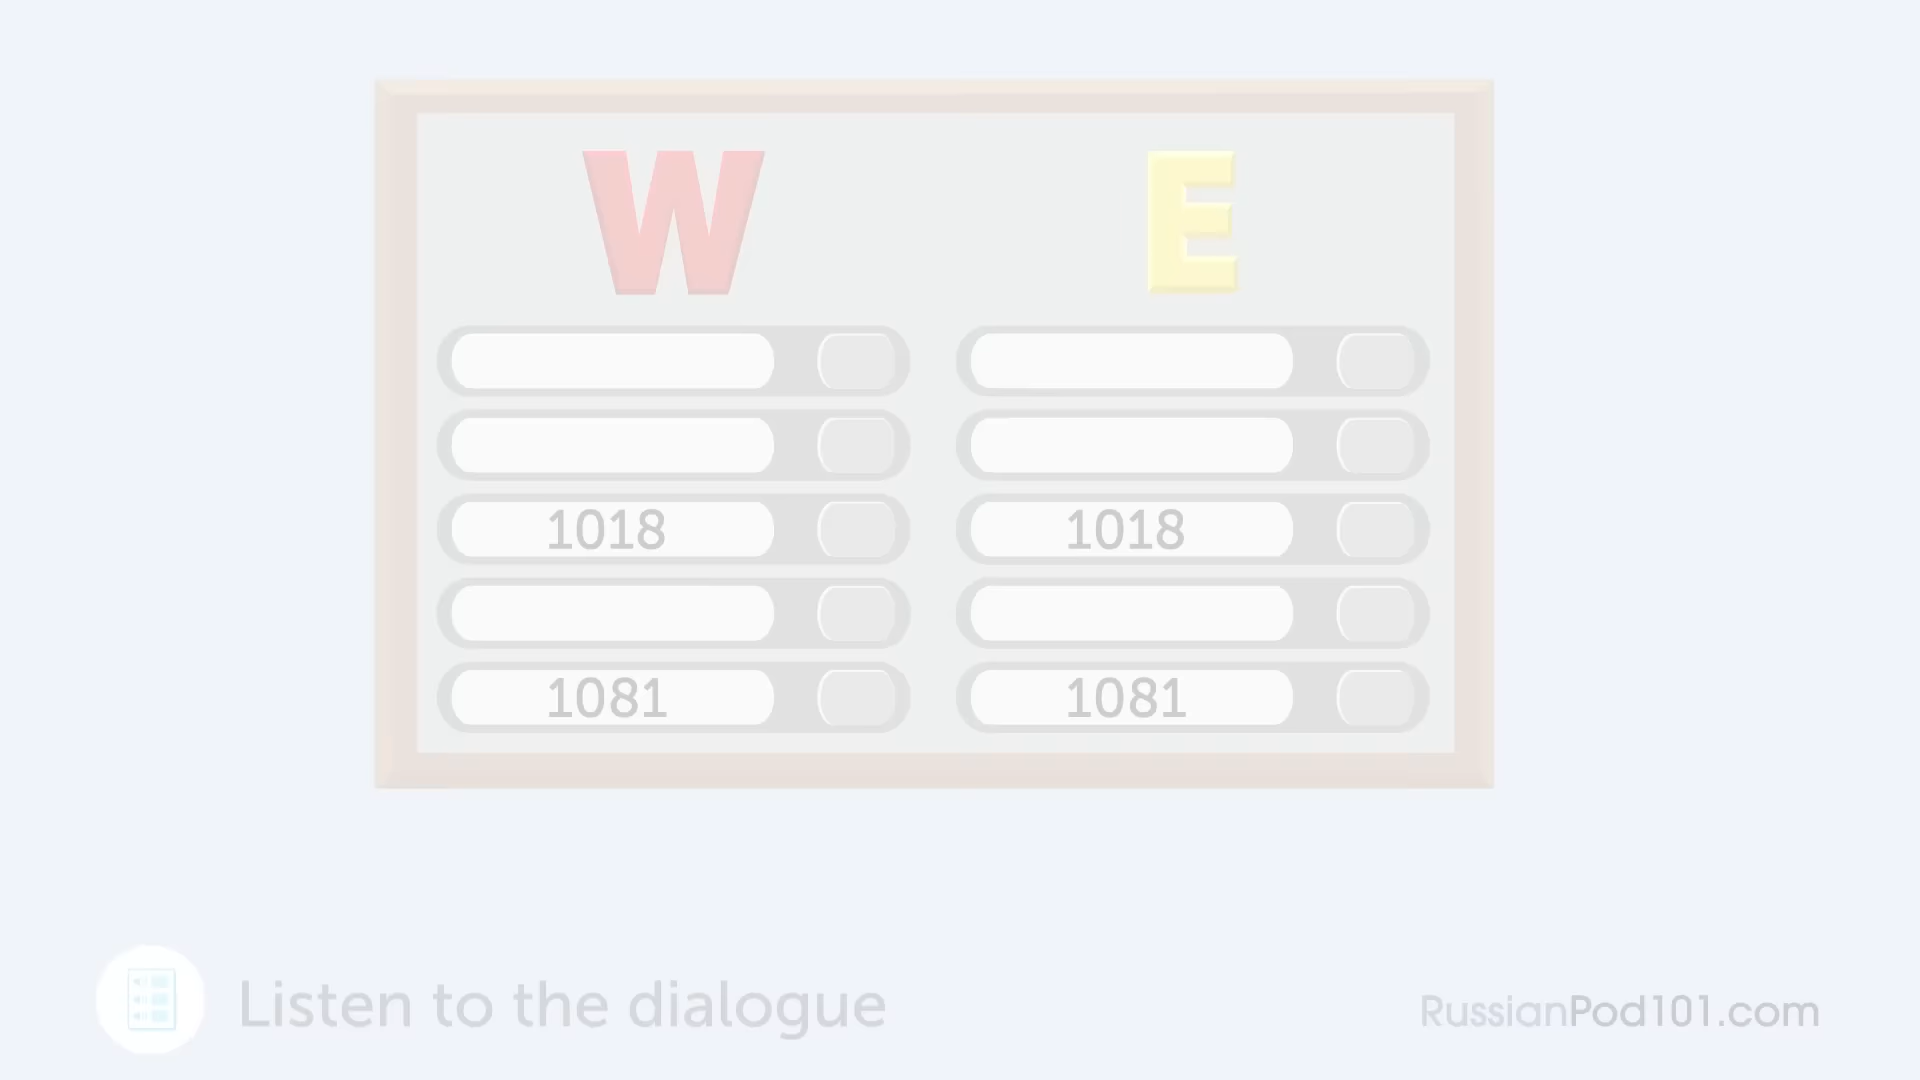 W E
1018 1018
1081 1081
Listen to the dialogue
RussianPod101.com